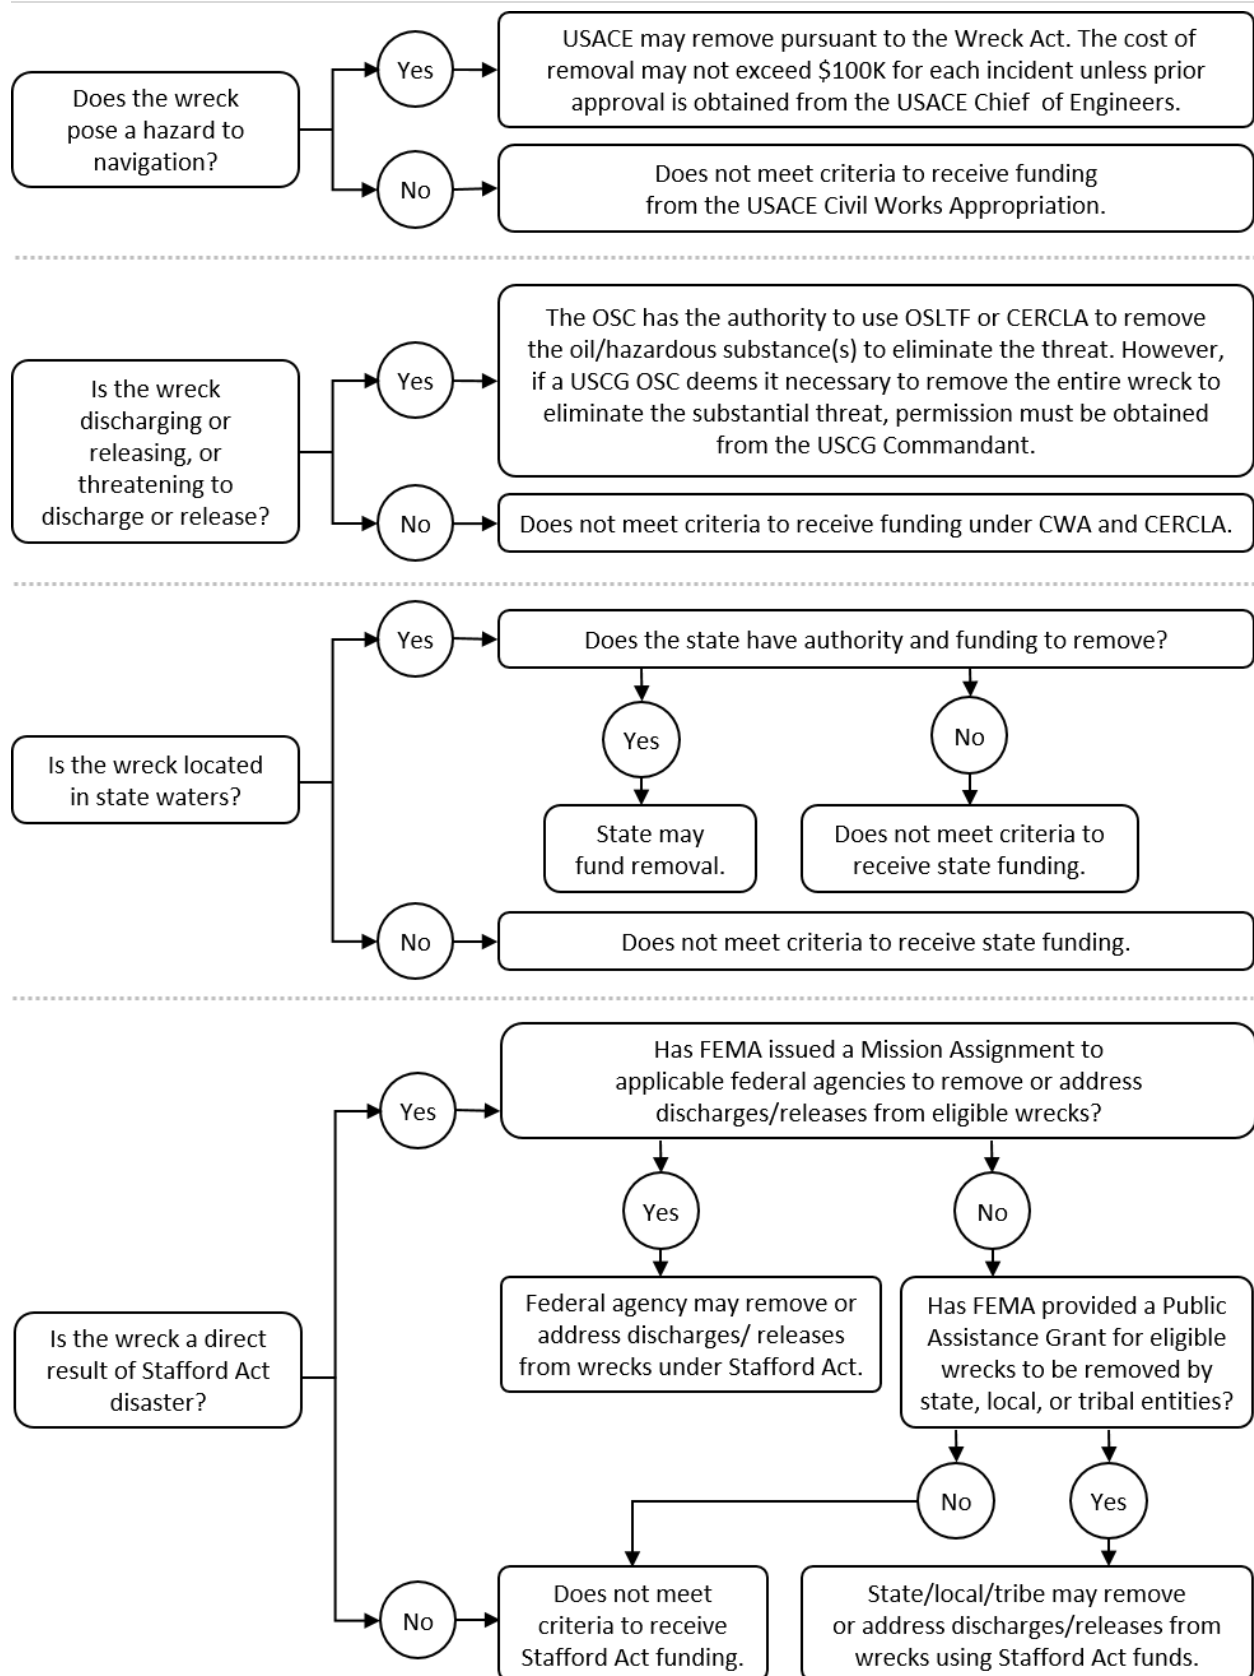 Does the wreck
pose a hazard to
navigation?
Yes
USACE may remove pursuant to the Wreck Act. The cost of
removal may not exceed $100K for each incident unless prior
approval is obtained from the USACE Chief of Engineers.
No
Does not meet criteria to receive funding
from the USACE Civil Works Appropriation.
Is the wreck
discharging or
releasing, or
threatening to
discharge or release?
Yes
The OSC has the authority to use OSLTF or CERCLA to remove
the oil/hazardous substance(s) to eliminate the threat. However,
if a USCG OSC deems it necessary to remove the entire wreck to
eliminate the substantial threat, permission must be obtained
from the USCG Commandant.
No
Does not meet criteria to receive funding under CWA and CERCLA.
Is the wreck located
in state waters?
Yes
Does the state have authority and funding to remove?
Yes
State may
fund removal.
No
Does not meet criteria to
receive state funding.
No
Does not meet criteria to receive state funding.
Is the wreck a direct
result of Stafford Act
disaster?
Yes
Has FEMA issued a Mission Assignment to
applicable federal agencies to remove or address
discharges/releases from eligible wrecks?
Yes
Federal agency may remove or
address discharges/ releases
from wrecks under Stafford Act.
No
Has FEMA provided a Public
Assistance Grant for eligible
wrecks to be removed by
state, local, or tribal entities?
No
Yes
State/local/tribe may remove
or address discharges/releases from
wrecks using Stafford Act funds.
No
Does not meet
criteria to receive
Stafford Act funding.